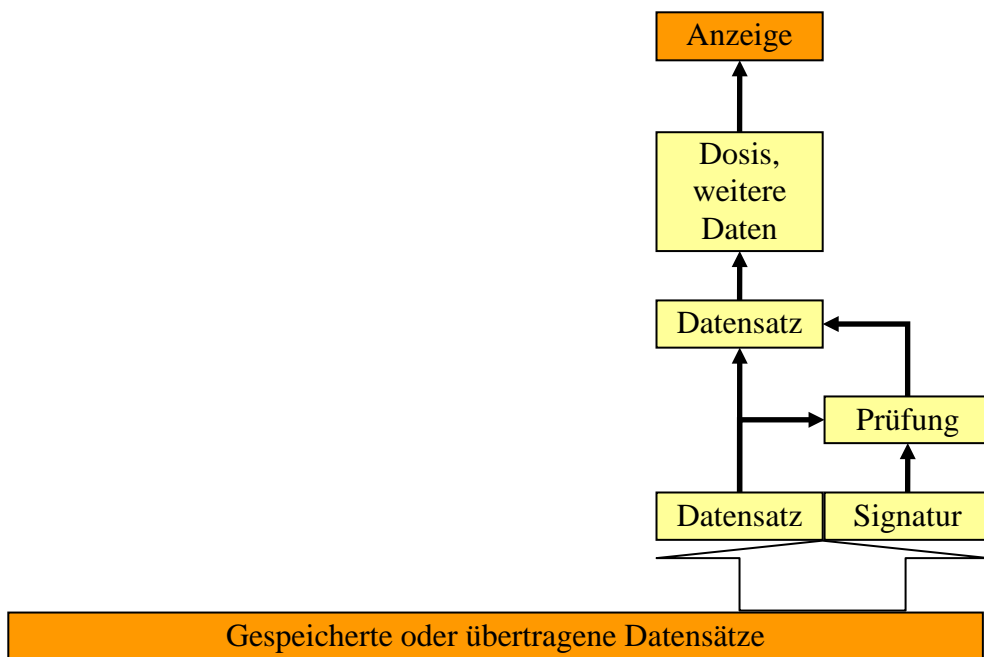 Anzeige
Dosis,
weitere
Daten
Datensatz
Prüfung
Datensatz
Signatur
Gespeicherte oder übertragene Datensätze